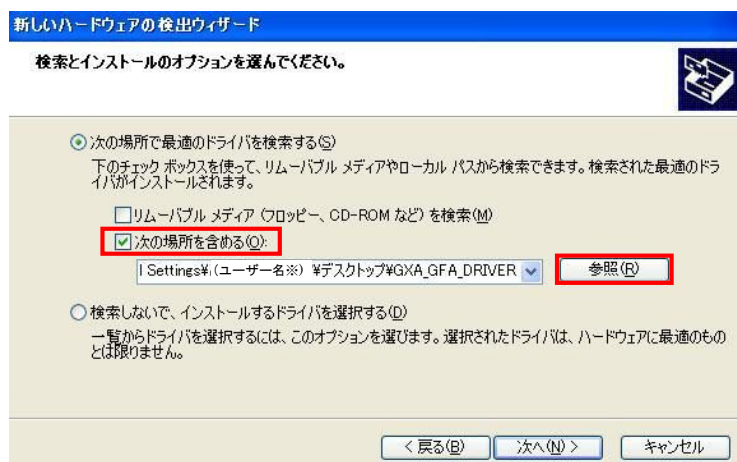 新しいハードウェアの検出ウィザード
検索とインストールのオプションを選んでください。
次の場所で最適のドライバを検索する(S)
下のチェック ボックスを使って、リムーバブル メディアやローカル パスから検索できます。検索された最適のドラ
イバがインストールされます。
リムーバブル メディア (フロッピー、CD-ROM など) を検索(M)
次の場所を含める(O):
l Settings¥(ユーザー名※) ¥デスクトップ¥GXA_GFA_DRIVER 参照(R)
検索しないで、インストールするドライバを選択する(D)
一覧からドライバを選択するには、このオプションを選びます。選択されたドライバは、ハードウェアに最適のもの
とは限りません。
< 戻る(B) 次へ(N) > キャンセル